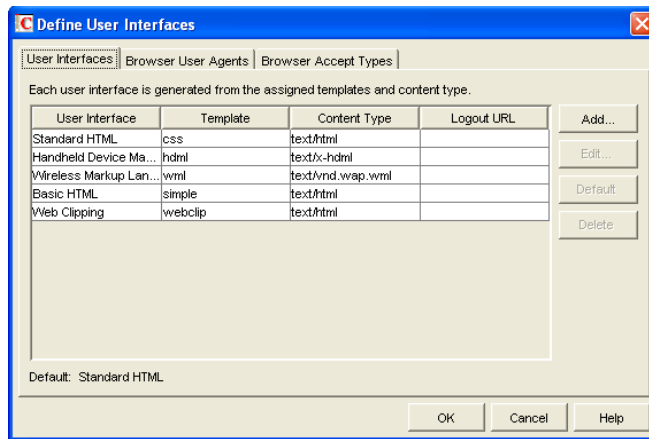 Define User Interfaces
User Interfaces Browser User Agents Browser Accept Types
Each user interface is generated from the assigned templates and content type.
User Interface Template Content Type Logout URL Add...
Standard HTML css text/html
Handheld Device Ma... hdml text/x-hdml Edit...
Wireless Markup Lan... wml text/vnd.wap.wml
Basic HTML simple text/html Default
Web Clipping webclip text/html
Delete
Default: Standard HTML
OK Cancel Help